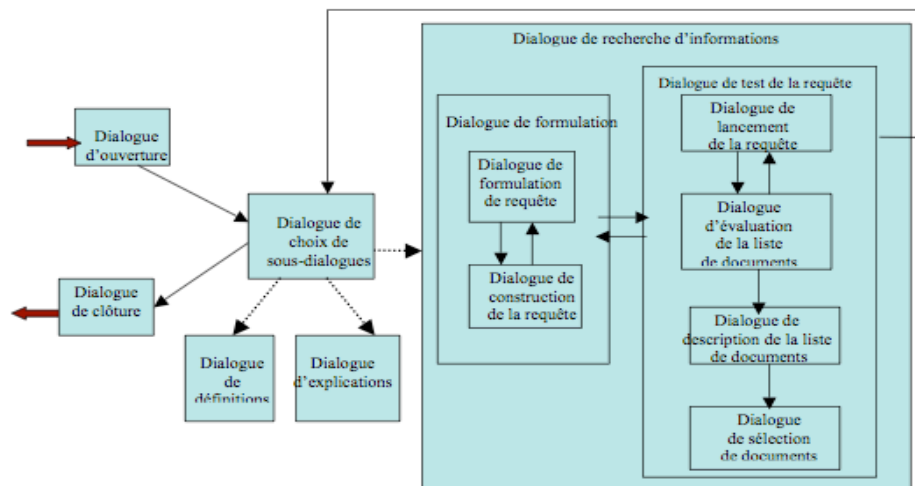 Dialogue de recherche d'informations
Dialogue de test de la requête
Dialogue de
lancement
de la requête
Dialogue de formulation
Dialogue
d'ouverture
Dialogue de
formulation
de requête
Dialogue de
choix de
sous-dialogues
Dialogue
d'évaluation
de la liste
de documents
Dialogue de
construction
de la requête
Dialogue
de clôture
Dialogue de
description de la liste
de documents
Dialogue
de
définitions
Dialogue
d'explications
Dialogue
de sélection
de documents